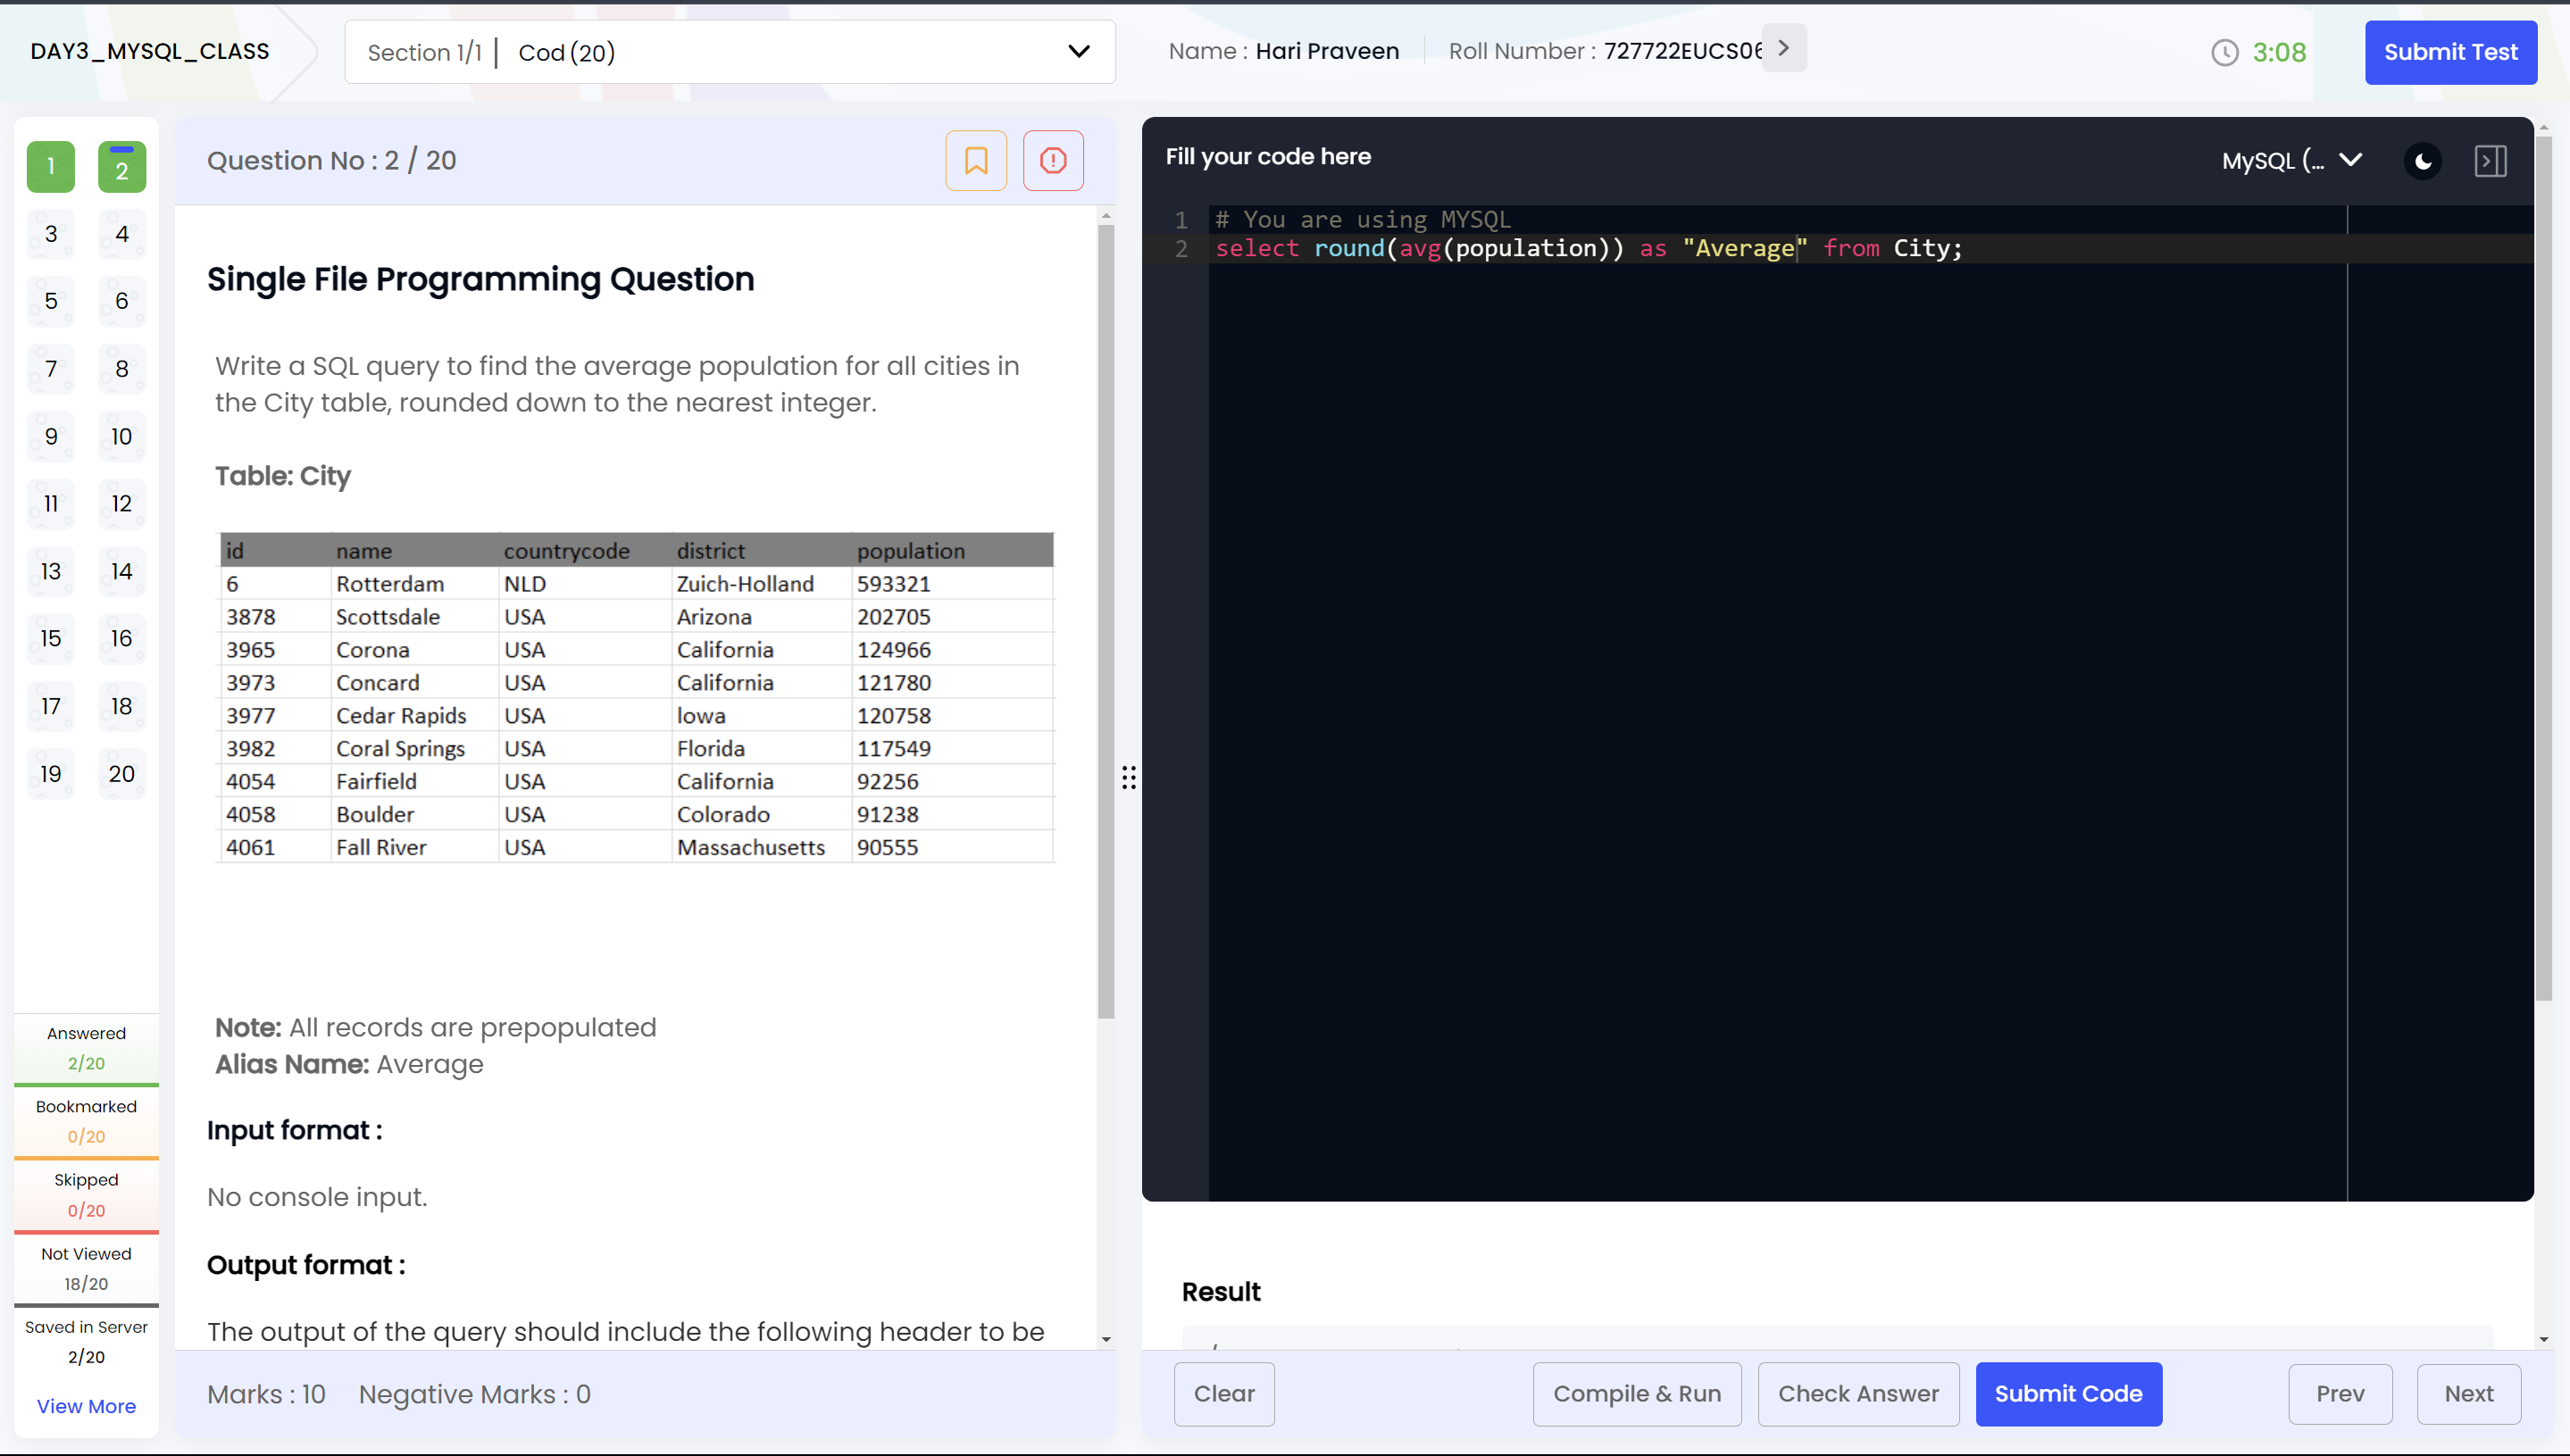 DAY3_MYSQL_CLASS
Section 1/1 | Cod (20)
Name : Hari Praveen
Roll Number : 727722EUCS06
3:08
Submit Test
1 2
3 4
5 6
7 8
9 10
11 12
13 14
15 16
17 18
19 20
Answered
2/20
Bookmarked
0/20
Skipped
0/20
Not Viewed
18/20
Saved in Server
2/20
View More
Question No : 2 / 20
Single File Programming Question
Write a SQL query to find the average population for all cities in
the City table, rounded down to the nearest integer.
Table: City
id name countrycode district population
6 Rotterdam NLD Zuich-Holland 593321
3878 Scottsdale USA Arizona 202705
3965 Corona USA California 124966
3973 Concard USA California 121780
3977 Cedar Rapids USA Iowa 120758
3982 Coral Springs USA Florida 117549
4054 Fairfield USA California 92256
4058 Boulder USA Colorado 91238
4061 Fall River USA Massachusetts 90555
Note: All records are prepopulated
Alias Name: Average
Input format :
No console input.
Output format :
The output of the query should include the following header to be
Marks : 10 Negative Marks : 0
Fill your code here
MySQL (...
1 # You are using MYSQL
2 select round(avg(population)) as "Average" from City;
Result
Clear
Compile & Run
Check Answer
Submit Code
Prev
Next